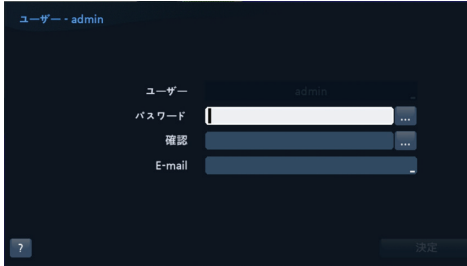 ユーザー - admin
ユーザー admin
パスワード ...
確認 ...
E-mail
? 決定